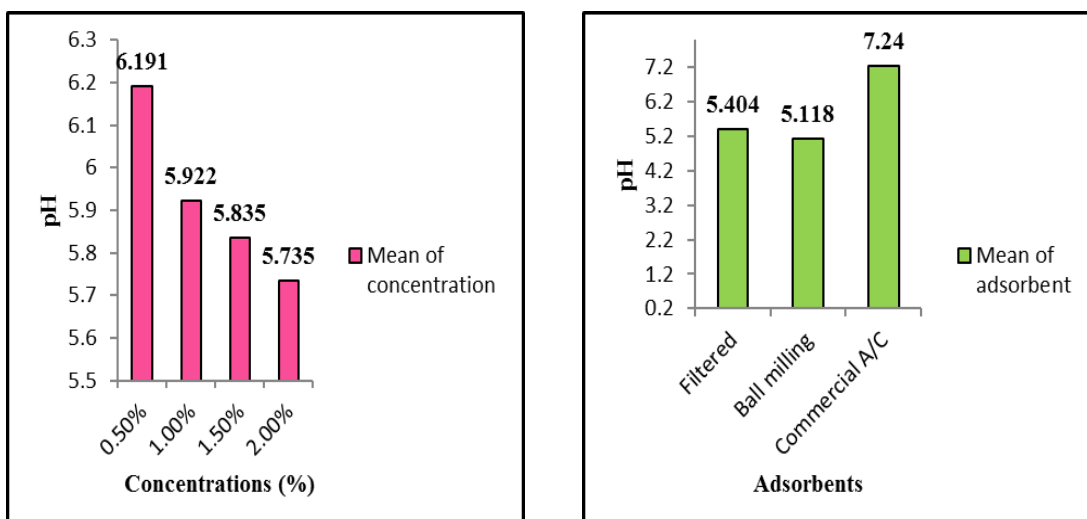 6.3
6.2
6.1
6
5.9
5.8
5.7
5.6
5.5
pH
6.191
5.922
5.835
5.735
0.50%
1.00%
1.50%
2.00%
Concentrations (%)
Mean of
concentration
7.2
6.2
5.2
4.2
3.2
2.2
1.2
0.2
pH
5.404
5.118
7.24
Filtered
Ball milling
Commercial A/C
Adsorbents
Mean of
adsorbent